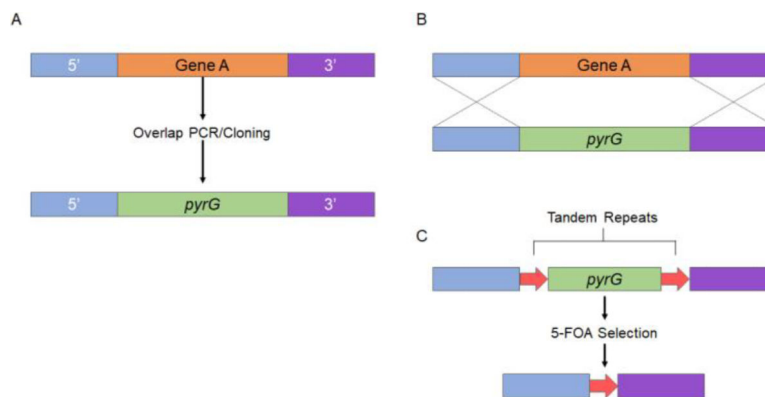 A
5'
Gene A
3'
Overlap PCR/Cloning
5'
pyrG
3'
B
Gene A
pyrG
C
Tandem Repeats
pyrG
5-FOA Selection